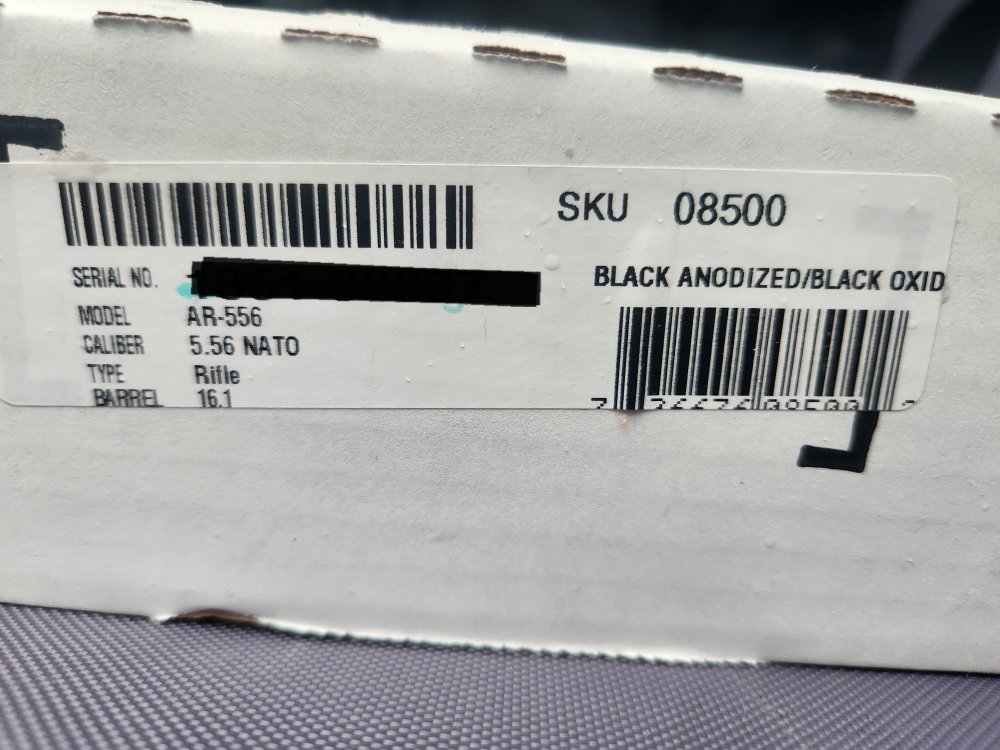 SKU 08500
SERIAL NO.
BLACK ANODIZED/BLACK OXID
MODEL AR-556
CALIBER 5.56 NATO
TYPE Rifle
BARREL 16.1